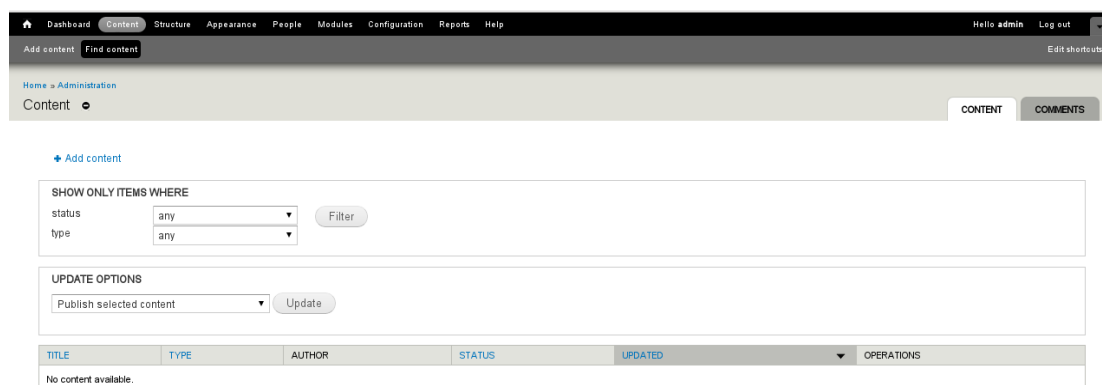 Dashboard Content Structure Appearance People Modules Configuration Reports Help Hello admin Log out
Add content Find content Edit shortcuts
Home » Administration
Content
CONTENT COMMENTS
+ Add content
SHOW ONLY ITEMS WHERE
status any Filter
type any
UPDATE OPTIONS
Publish selected content Update
TITLE TYPE AUTHOR STATUS UPDATED OPERATIONS
No content available.